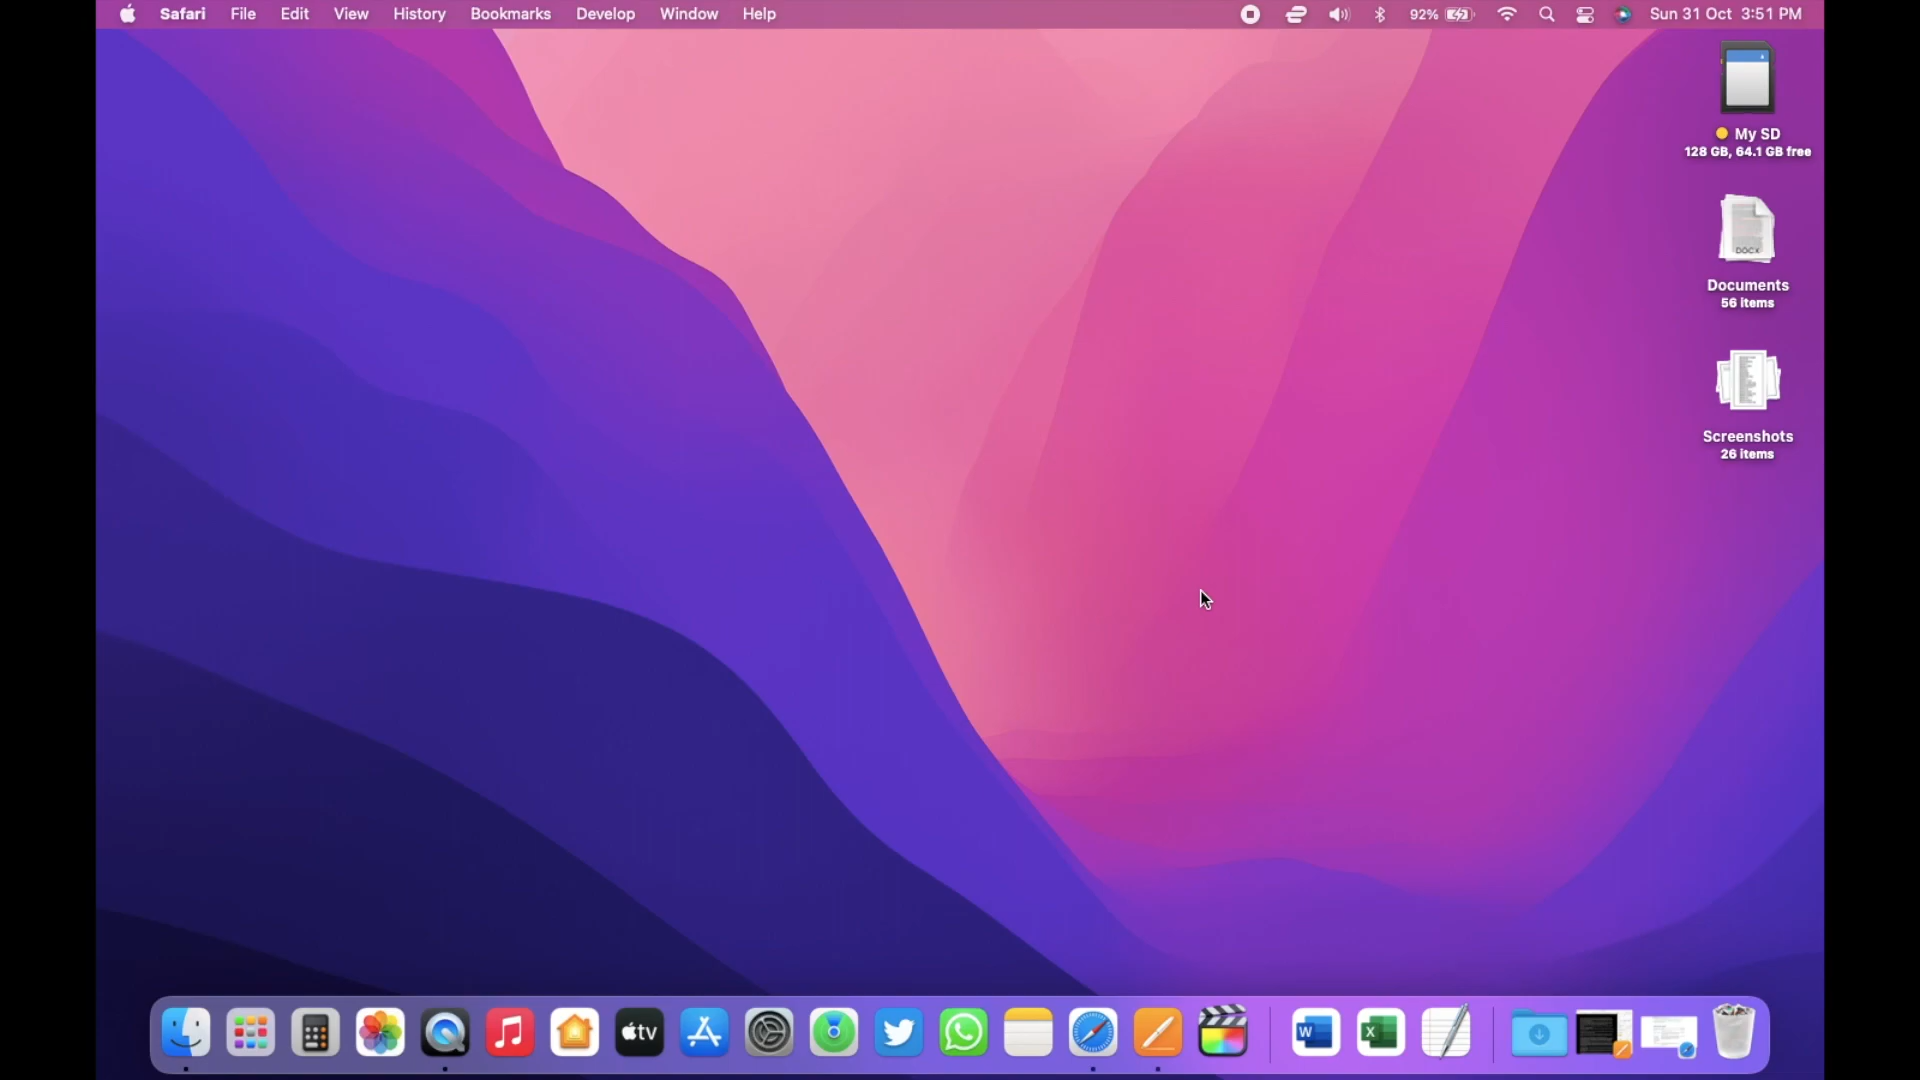 Safari File Edit View History Bookmarks Develop Window Help 92% Sun 31 Oct 3:51 PM
My SD
128 GB, 64.1 GB free
DOCX
Documents
56 items
Screenshots
26 items
tv
W
X